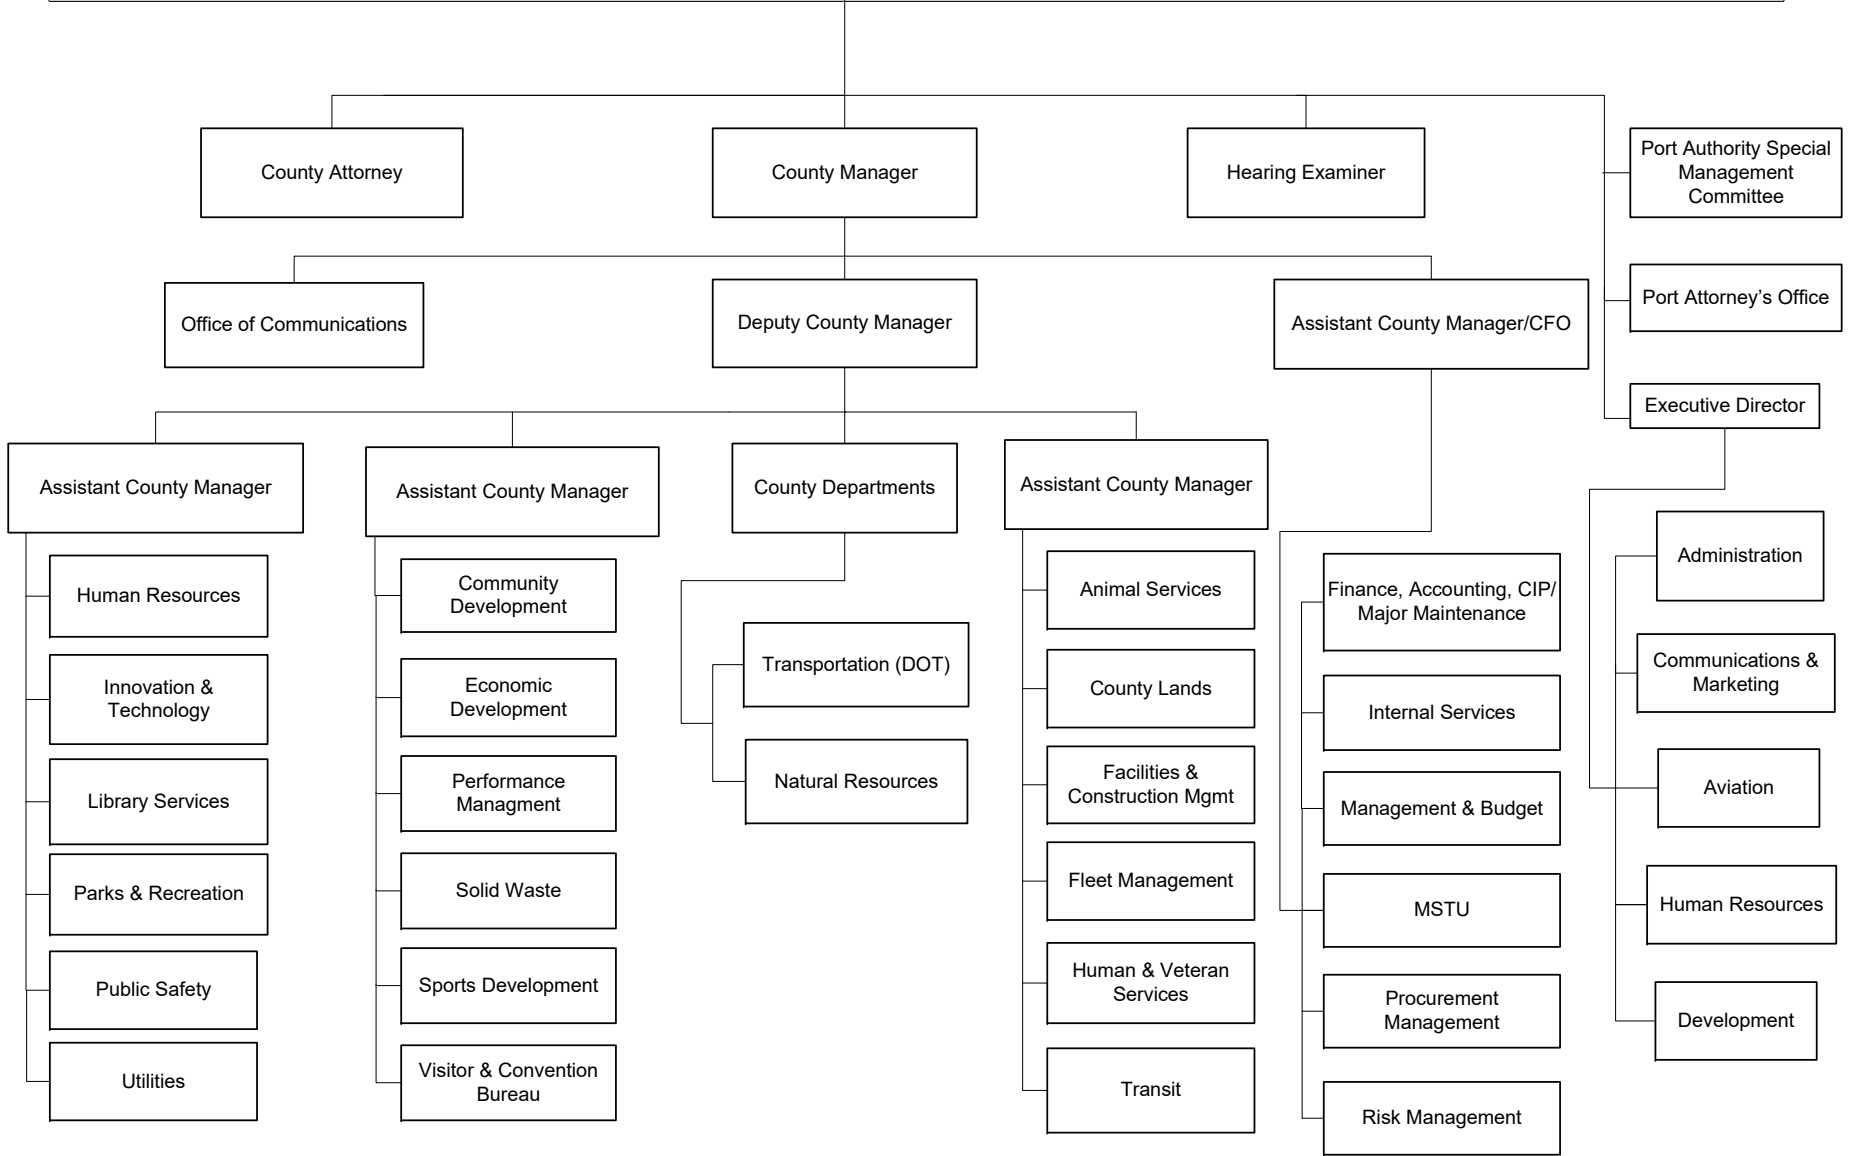 County Attorney
County Manager
Hearing Examiner
Port Authority Special
Management
Committee
Office of Communications
Deputy County Manager
Assistant County Manager/CFO
Port Attorney’s Office
Executive Director
Assistant County Manager
Human Resources
Innovation &
Technology
Library Services
Parks & Recreation
Public Safety
Utilities
Assistant County Manager
Community
Development
Economic
Development
Performance
Managment
Solid Waste
Sports Development
Visitor & Convention
Bureau
County Departments
Transportation (DOT)
Natural Resources
Assistant County Manager
Animal Services
County Lands
Facilities &
Construction Mgmt
Fleet Management
Human & Veteran
Services
Transit
Finance, Accounting, CIP/
Major Maintenance
Internal Services
Management & Budget
MSTU
Procurement
Management
Risk Management
Administration
Communications &
Marketing
Aviation
Human Resources
Development